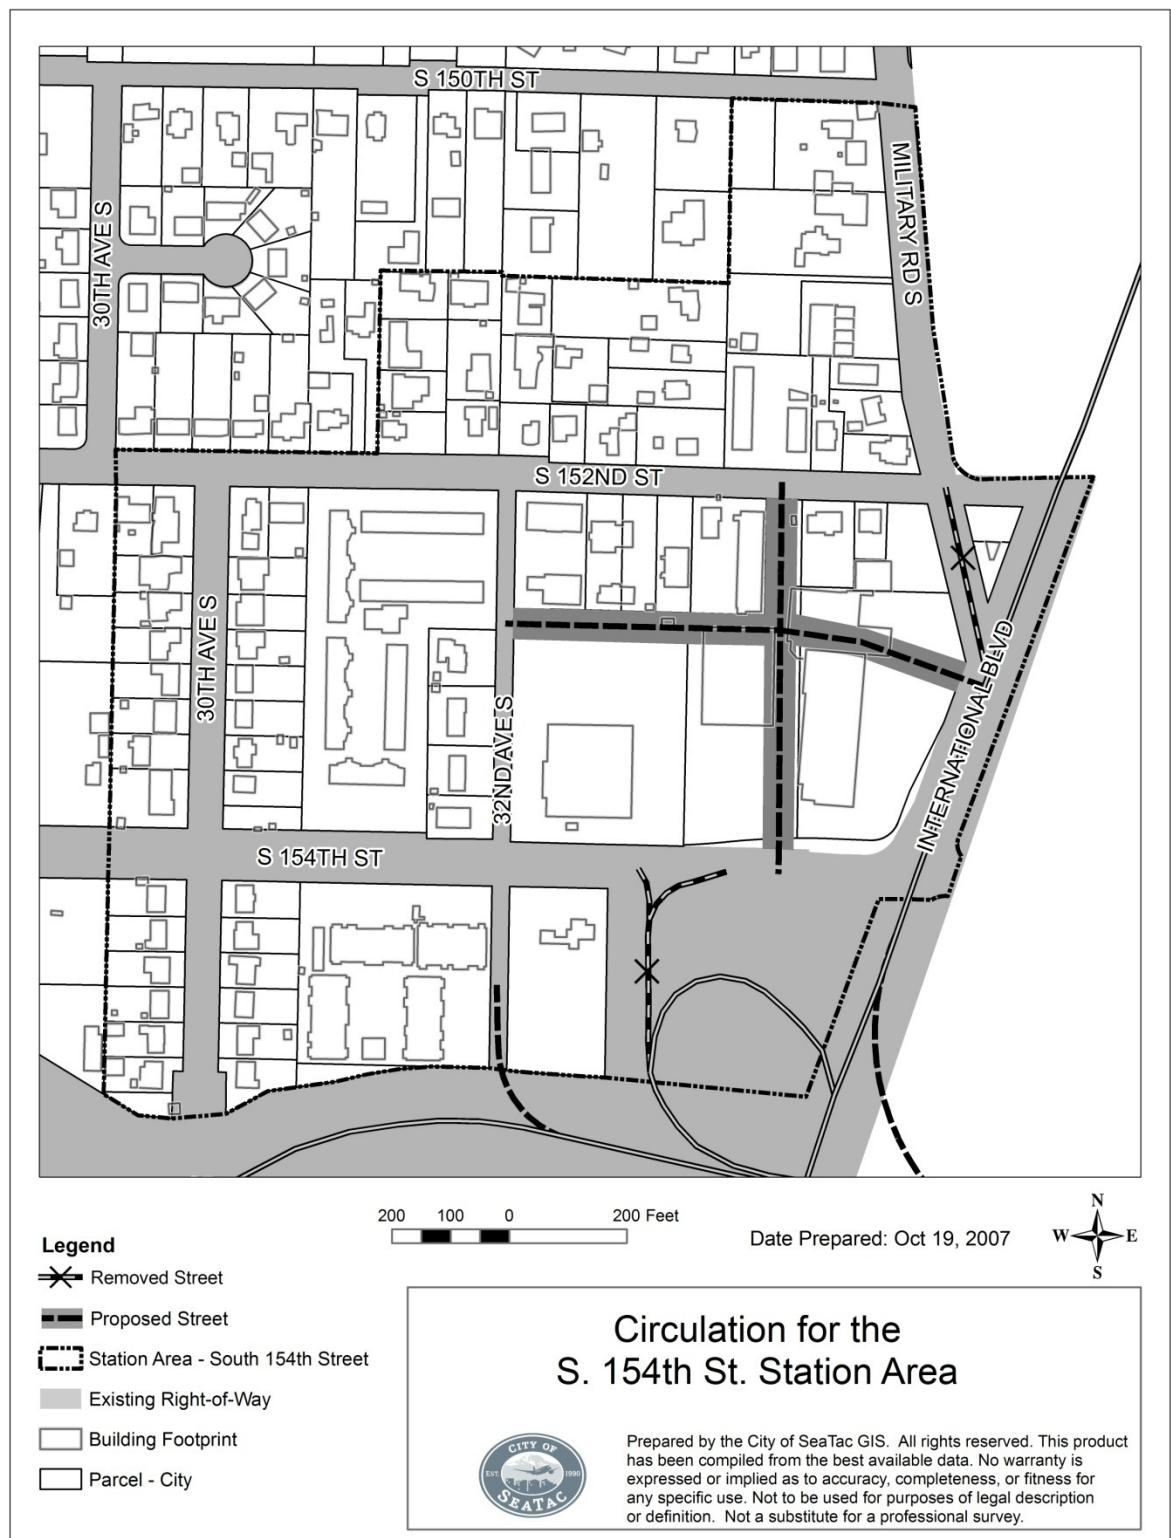 S 150TH ST
MILITARY RD S
30TH AVE S
S 152ND ST
30TH AVE S
32ND AVE S
INTERNATIONAL BLVD
S 154TH ST
200 100 0 200 Feet
Date Prepared: Oct 19, 2007
N
W E
S
Legend
Removed Street
Proposed Street
Station Area - South 154th Street
Existing Right-of-Way
Building Footprint
Parcel - City
Circulation for the
S. 154th St. Station Area
CITY OF
EST. 1990
SEATAC
Prepared by the City of SeaTac GIS. All rights reserved. This product
has been compiled from the best available data. No warranty is
expressed or implied as to accuracy, completeness, or fitness for
any specific use. Not to be used for purposes of legal description
or definition. Not a substitute for a professional survey.